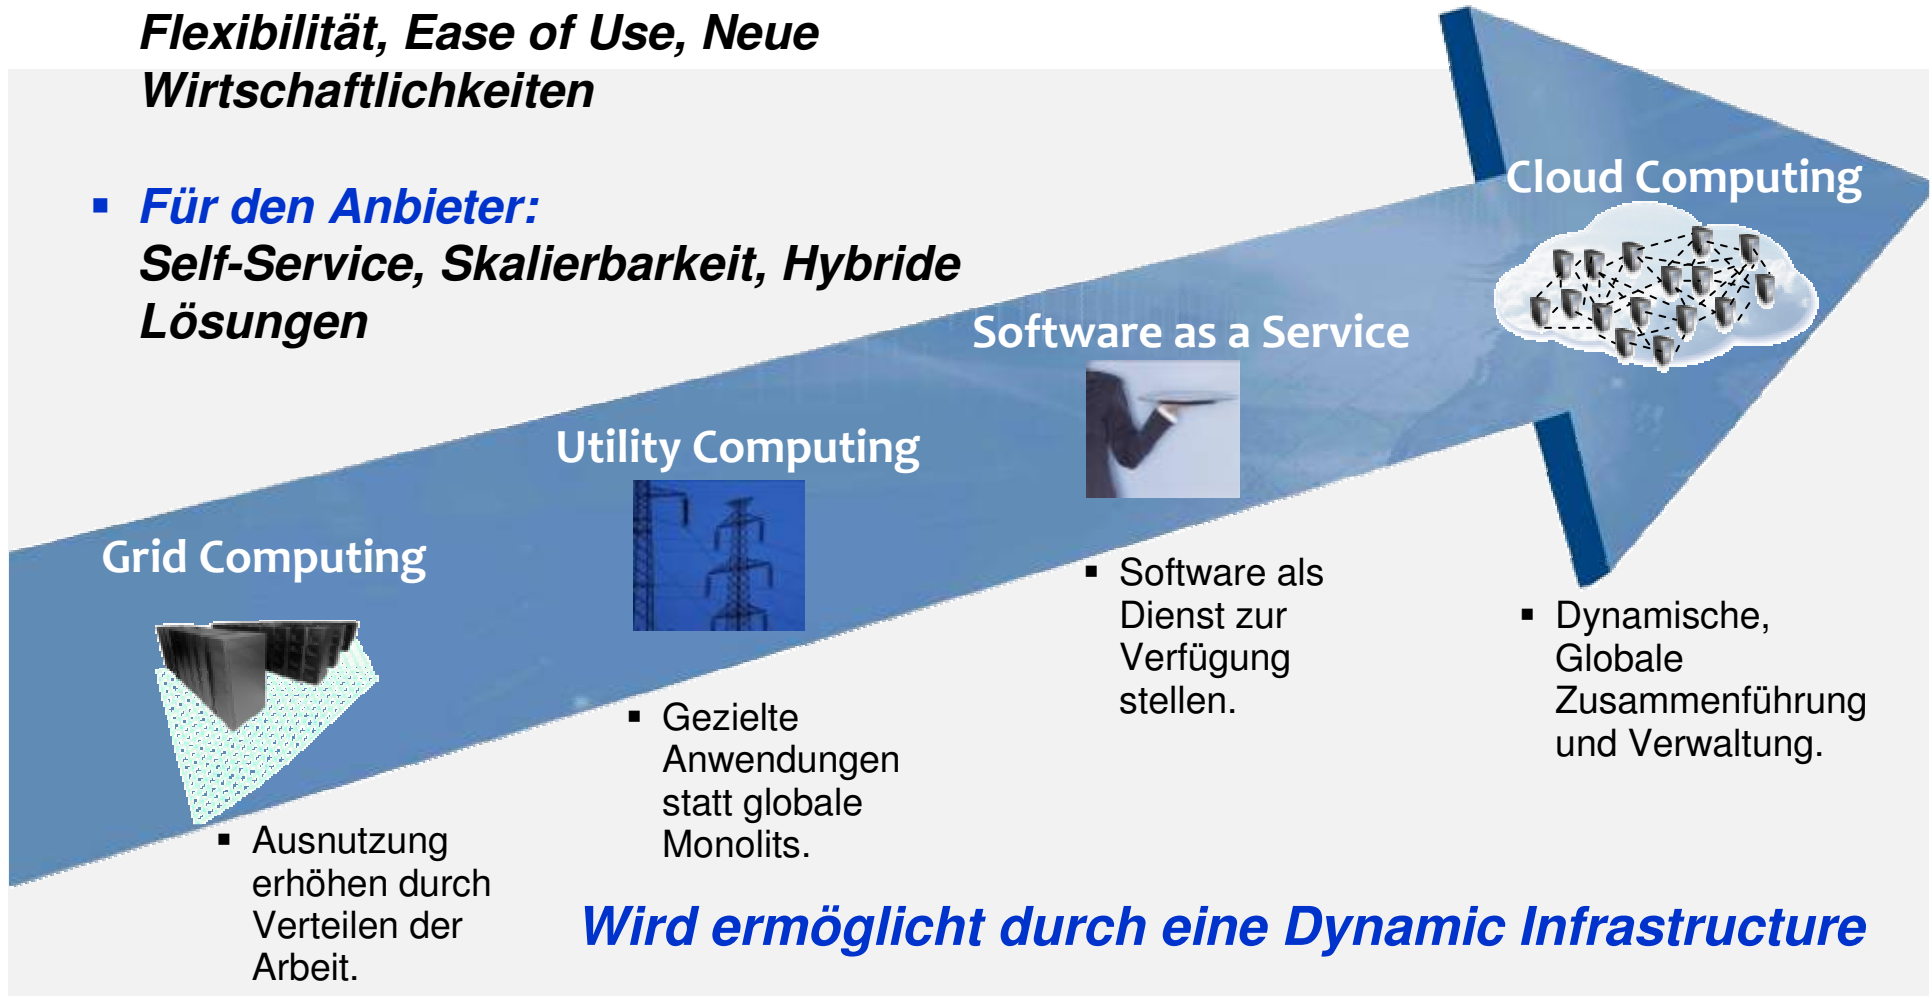 Flexibilität, Ease of Use, Neue
Wirtschaftlichkeiten
▪ Für den Anbieter:
Self-Service, Skalierbarkeit, Hybride
Lösungen
Cloud Computing
Software as a Service
Utility Computing
Grid Computing
▪ Software als
Dienst zur
Verfügung
stellen.
▪ Dynamische,
Globale
Zusammenführung
und Verwaltung.
▪ Gezielte
Anwendungen
statt globale
Monolits.
▪ Ausnutzung
erhöhen durch
Verteilen der
Arbeit.
Wird ermöglicht durch eine Dynamic Infrastructure